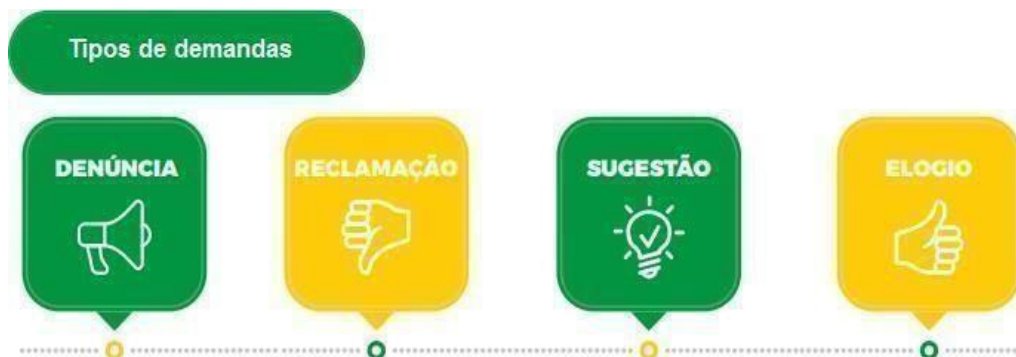 Tipos de demandas
DENÚNCIA
RECLAMAÇÃO
SUGESTÃO
ELOGIO